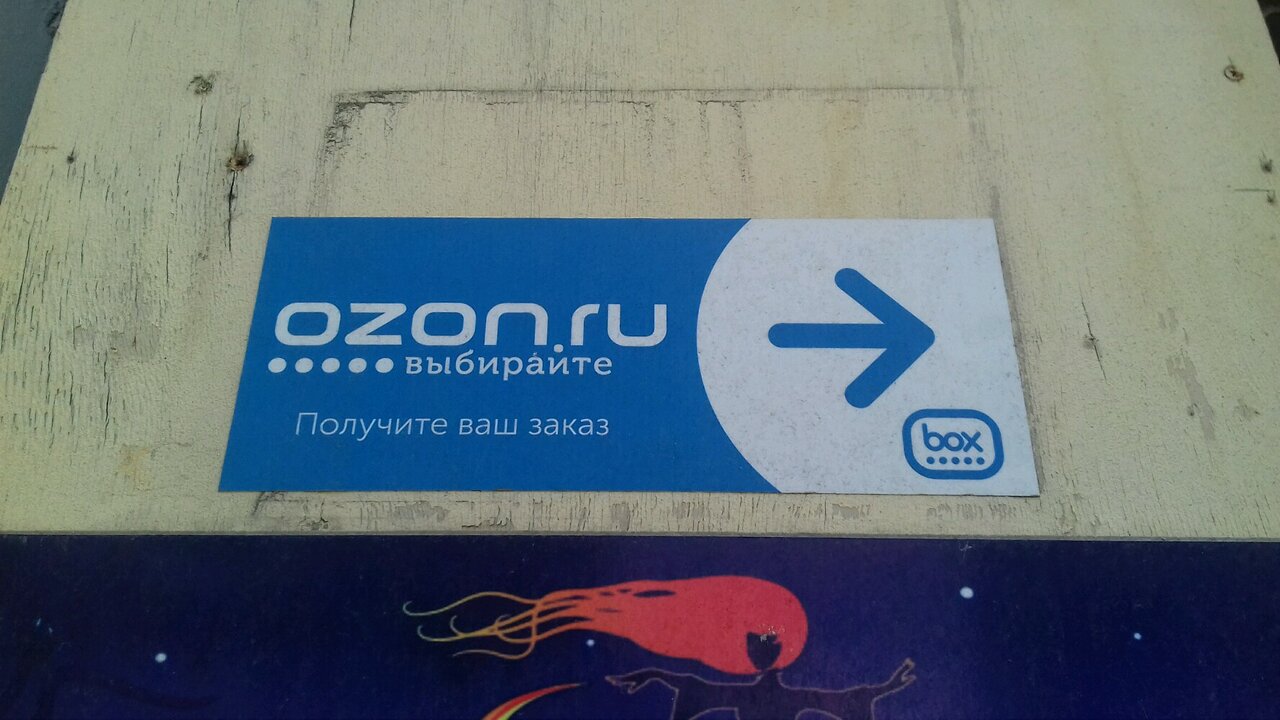 ozon.ru
выбирайте
Получите ваш заказ
box